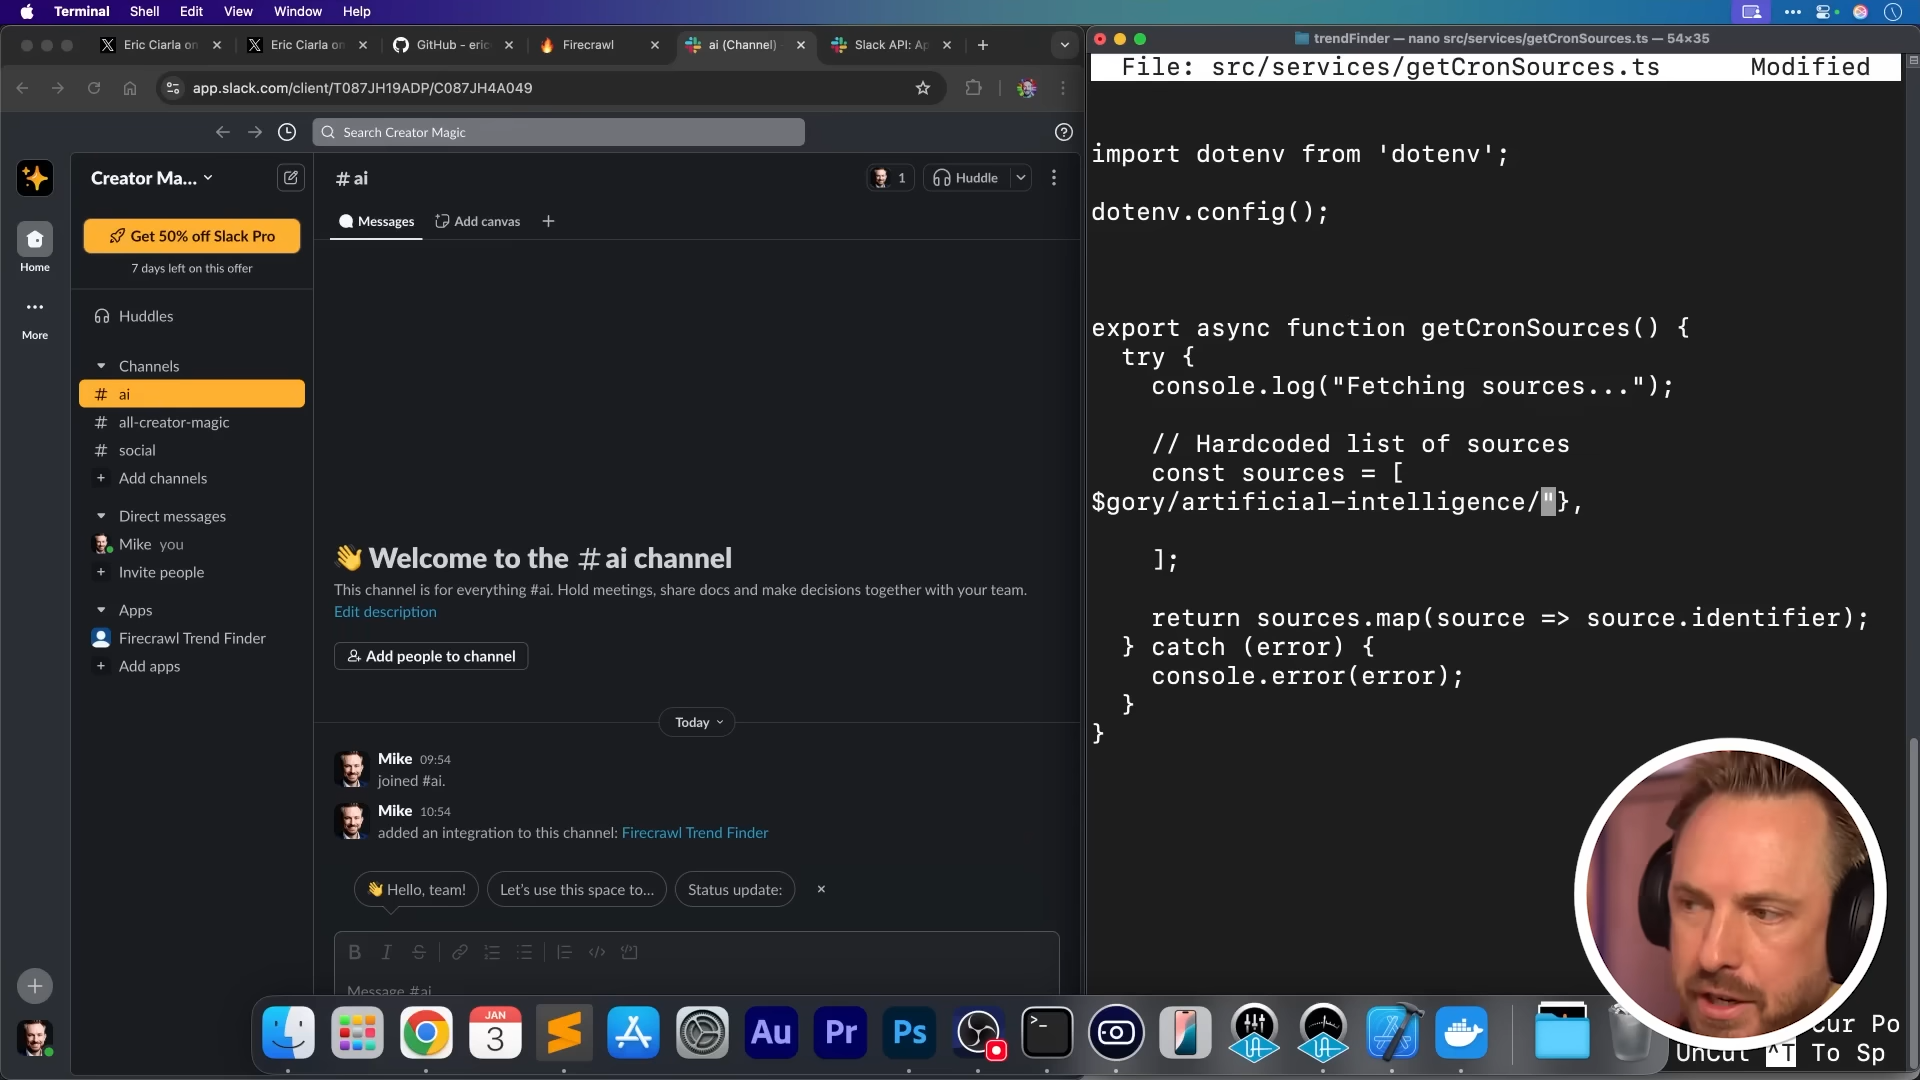 Terminal Shell Edit View Window Help
Eric Ciarla on
Eric Ciarla on
GitHub - eric
Firecrawl
ai (Channel)
Slack API: Ap
app.slack.com/client/T087JH19ADP/C087JH4A049
Search Creator Magic
Creator Ma...
Get 50% off Slack Pro
7 days left on this offer
Home
More
Huddles
Channels
# ai
# all-creator-magic
# social
+ Add channels
Direct messages
Mike you
+ Invite people
Apps
Firecrawl Trend Finder
+ Add apps
# ai
1
Huddle
Messages
Add canvas
👋 Welcome to the # ai channel
This channel is for everything #ai. Hold meetings, share docs and make decisions together with your team.
Edit description
Add people to channel
Today
Mike 09:54
joined #ai.
Mike 10:54
added an integration to this channel: Firecrawl Trend Finder
👋 Hello, team!
Let's use this space to...
Status update:
Message #ai
trendFinder — nano src/services/getCronSources.ts — 54×35
File: src/services/getCronSources.ts Modified
import dotenv from 'dotenv';
dotenv.config();
export async function getCronSources() {
try {
console.log("Fetching sources...");
// Hardcoded list of sources
const sources = [
$gory/artificial-intelligence/"},
];
return sources.map(source => source.identifier);
} catch (error) {
console.error(error);
}
}
Cur Po
UnCut ^T To Sp
JAN
3
Au
Pr
Ps